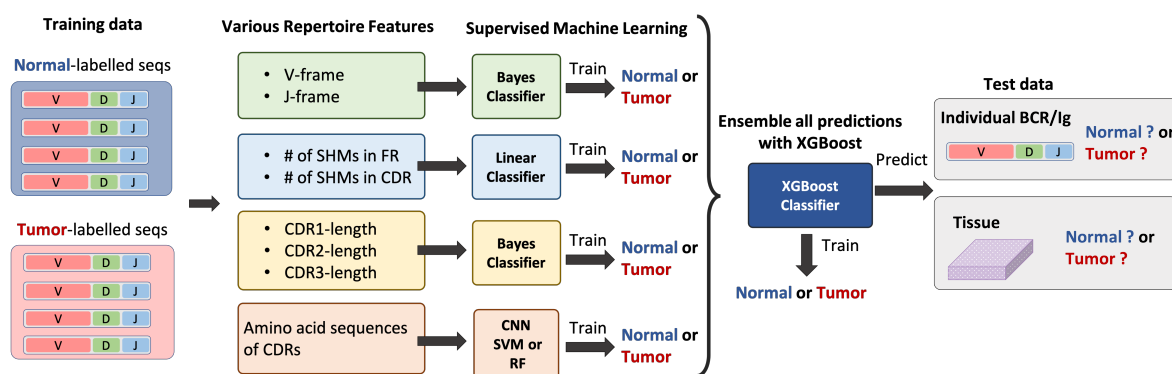 Training data
Normal-labelled seqs
V D J
V D J
V D J
V D J
Tumor-labelled seqs
V D J
V D J
V D J
V D J
Various Repertoire Features
• V-frame
• J-frame
• # of SHMs in FR
• # of SHMs in CDR
• CDR1-length
• CDR2-length
• CDR3-length
Amino acid sequences
of CDRs
Supervised Machine Learning
Bayes
Classifier
Train
Normal or
Tumor
Linear
Classifier
Train
Normal or
Tumor
Bayes
Classifier
Train
Normal or
Tumor
CNN
SVM or
RF
Train
Normal or
Tumor
Ensemble all predictions
with XGBoost
XGBoost
Classifier
Predict
Train
Normal or Tumor
Test data
Individual BCR/Ig
V D J
Normal ? or
Tumor ?
Tissue
Normal ? or
Tumor ?